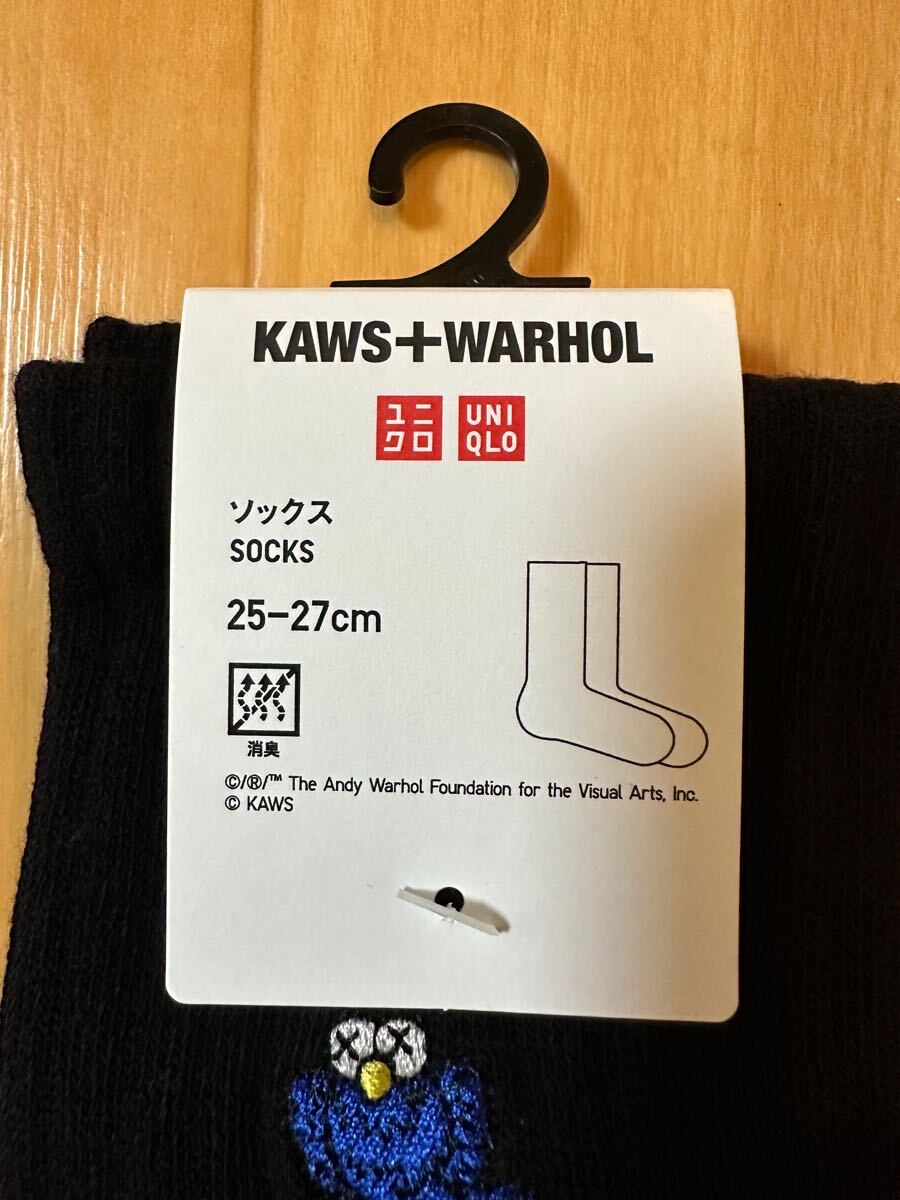 KAWS+WARHOL
ユニ
クロ
UNI
QLO
ソックス
SOCKS
25-27cm
消臭
©/®/™ The Andy Warhol Foundation for the Visual Arts, Inc.
© KAWS